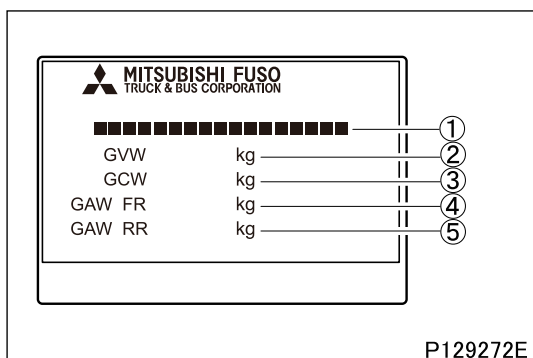 MITSUBISHI FUSO
TRUCK & BUS CORPORATION
①
GVW kg ②
GCW kg ③
GAW FR kg ④
GAW RR kg ⑤
P129272E